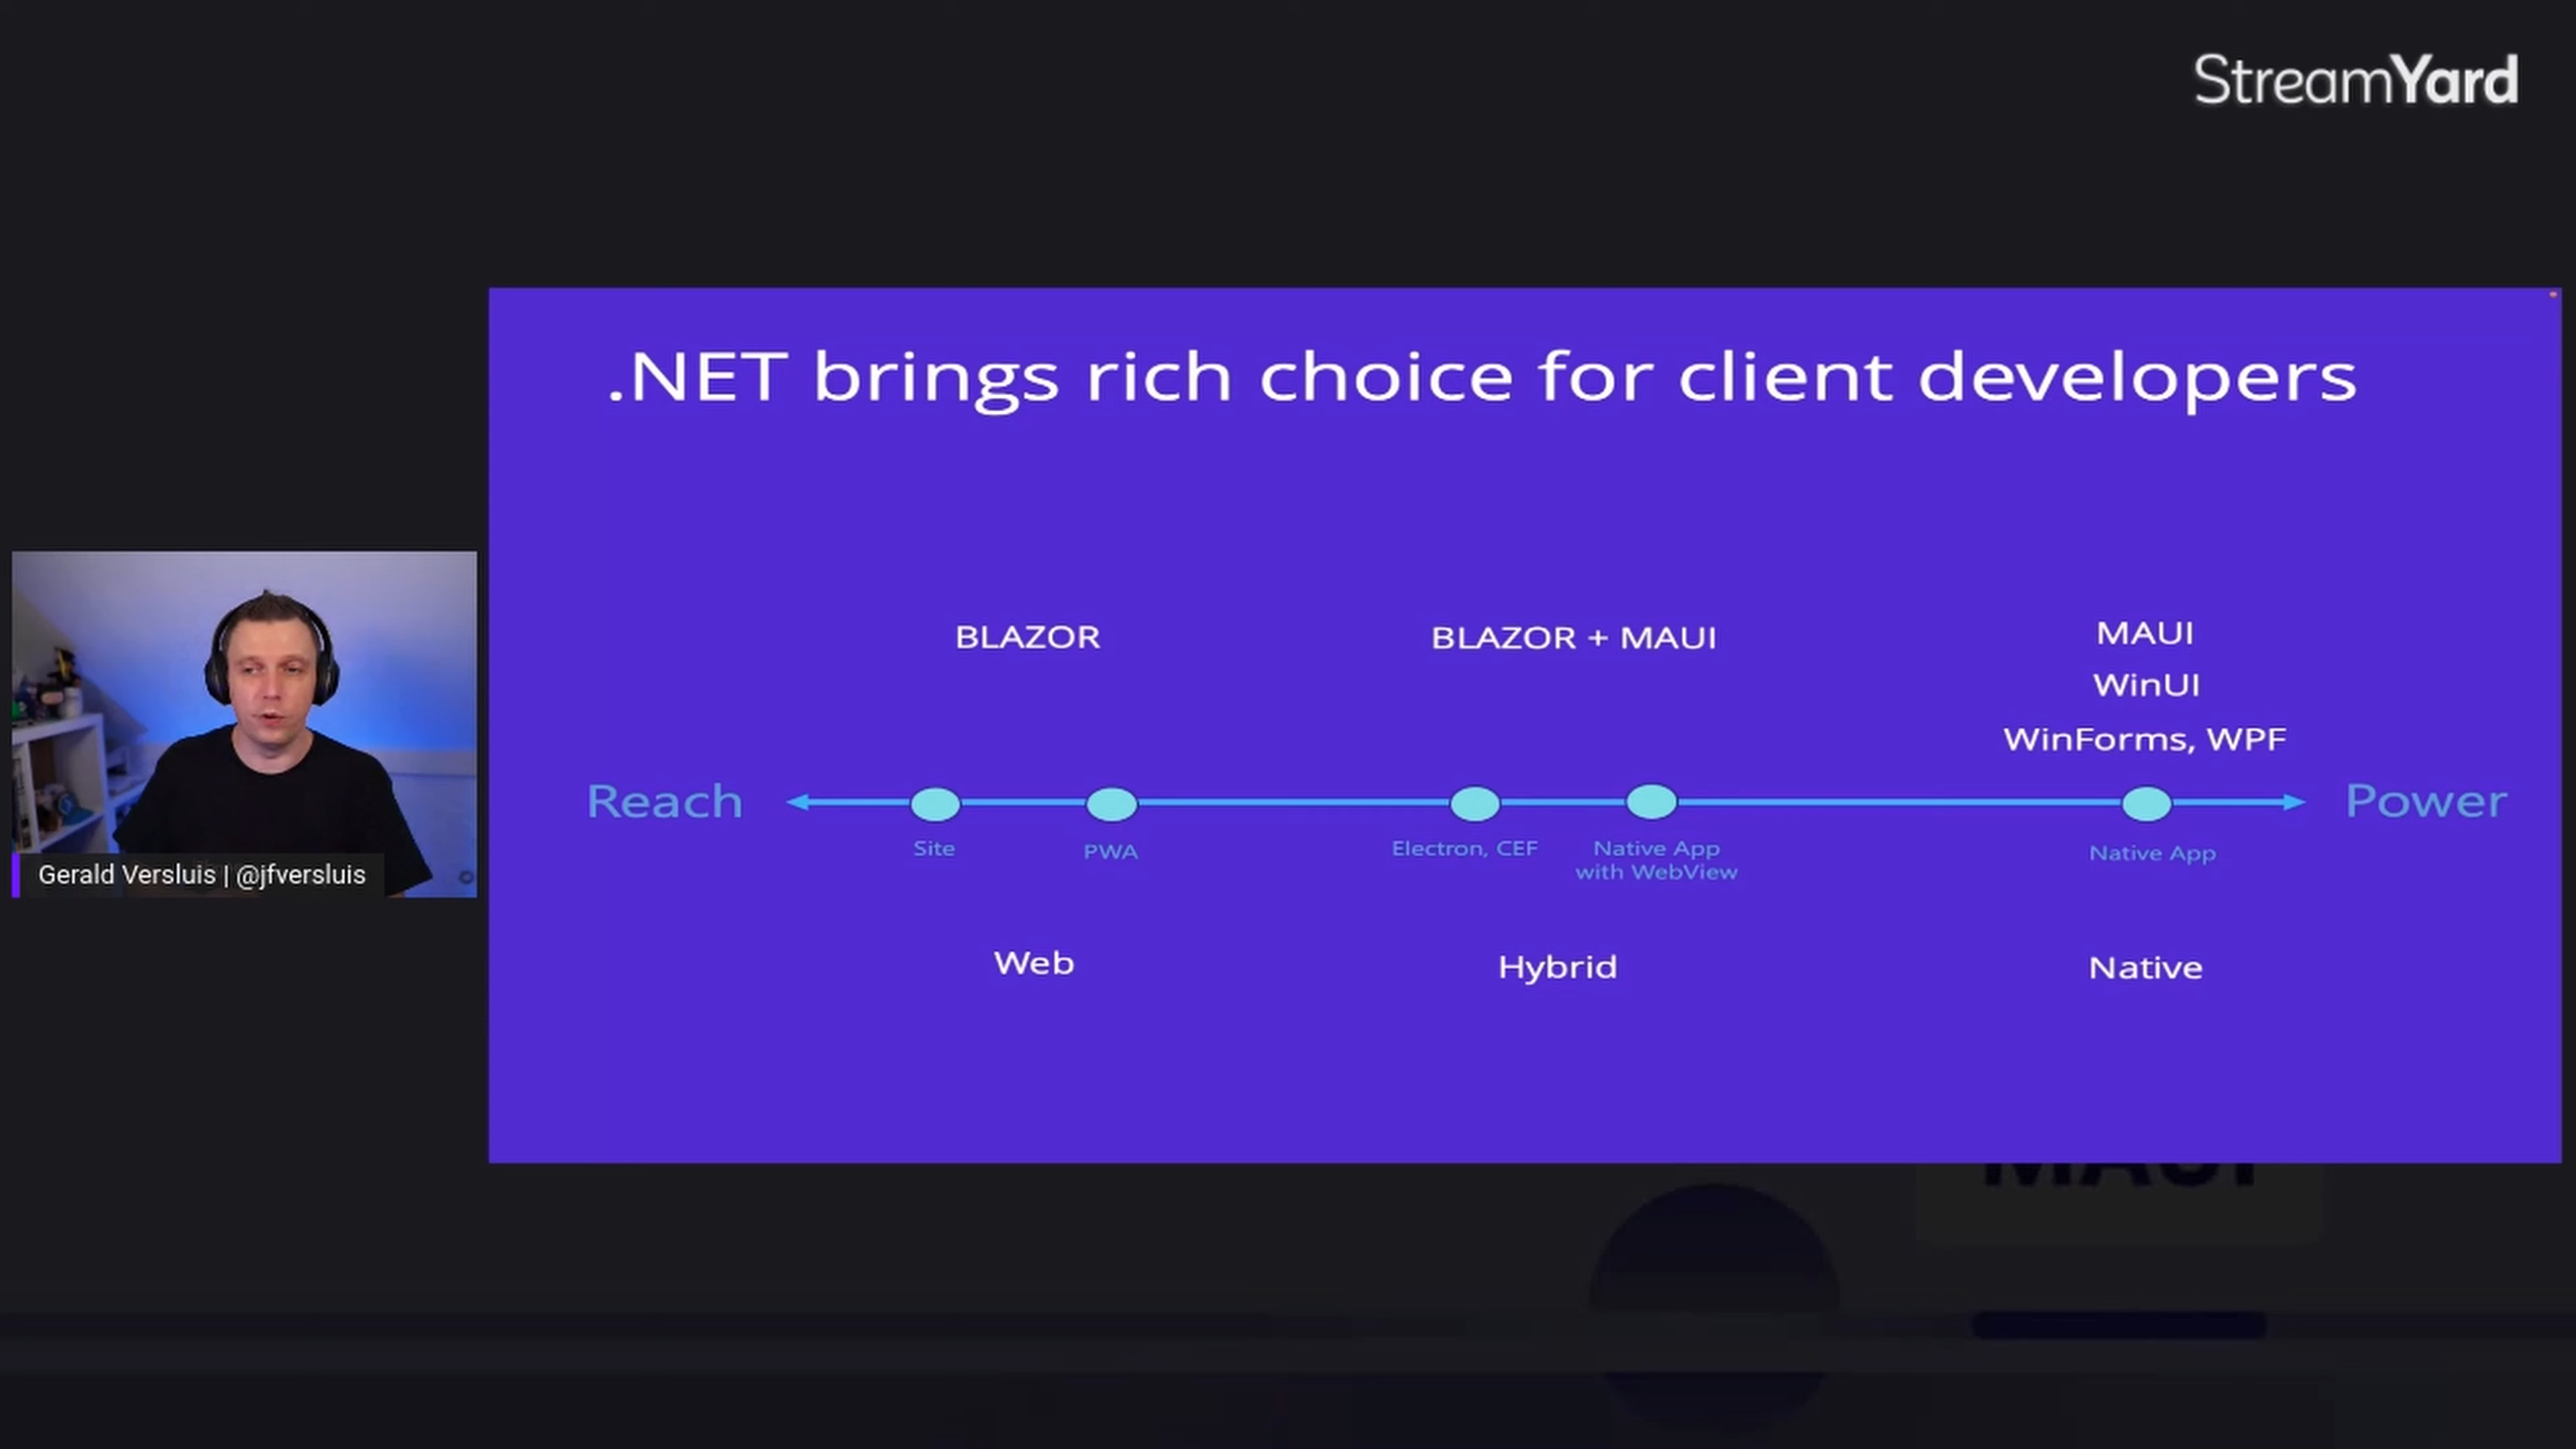 StreamYard
.NET brings rich choice for client developers
BLAZOR
BLAZOR + MAUI
MAUI
WinUI
WinForms, WPF
Reach
Power
Site
PWA
Electron, CEF
Native App
with WebView
Native App
Web
Hybrid
Native
Gerald Versluis | @jfversluis
MAUI